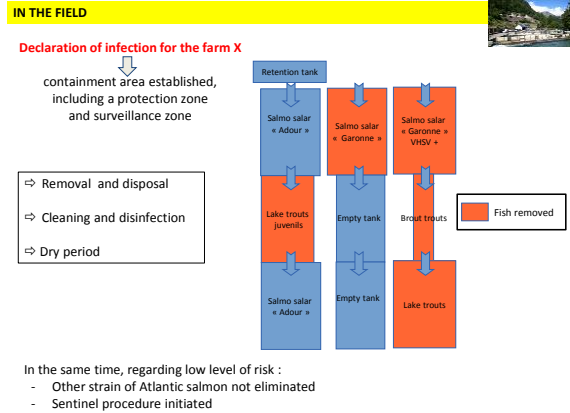 IN THE FIELD
Declaration of infection for the farm X
containment area established,
including a protection zone
and surveillance zone
⇨ Removal and disposal
⇨ Cleaning and disinfection
⇨ Dry period
Retention tank
Salmo salar
« Adour »
Salmo salar
« Garonne »
Salmo salar
« Garonne »
VHSV +
Lake trouts
juvenils
Empty tank
Brout trouts
Salmo salar
« Adour »
Empty tank
Lake trouts
Fish removed
In the same time, regarding low level of risk :
- Other strain of Atlantic salmon not eliminated
- Sentinel procedure initiated